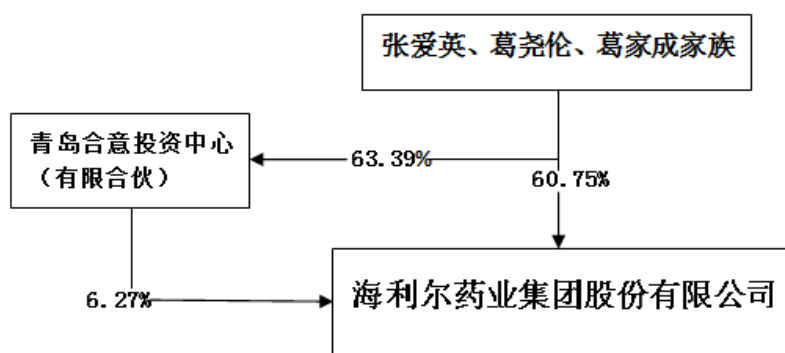 张爱英、葛尧伦、葛家成家族
青岛合意投资中心
（有限合伙）
63.39%
60.75%
6.27%
海利尔药业集团股份有限公司